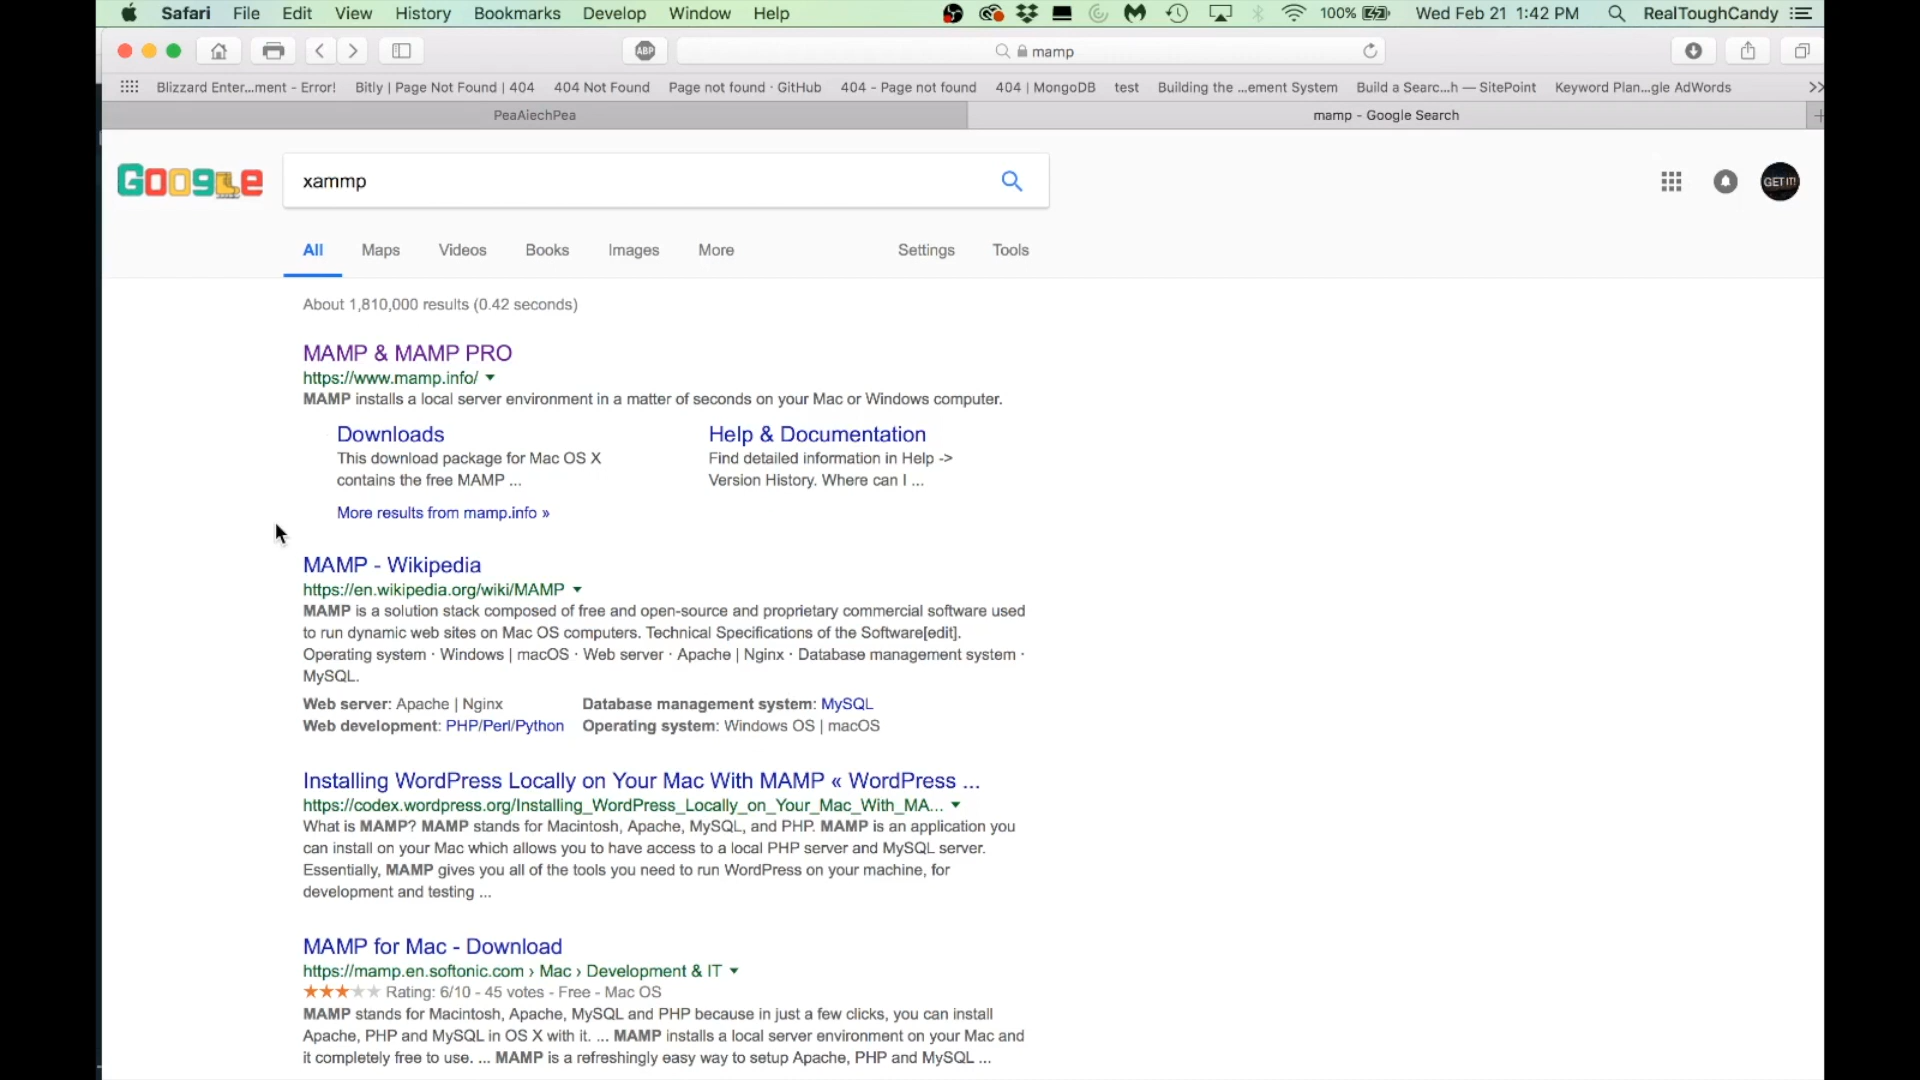 Safari File Edit View History Bookmarks Develop Window Help 100% Wed Feb 21 1:42 PM RealToughCandy
ABP mamp
Blizzard Enter...ment - Error! Bitly | Page Not Found | 404 404 Not Found Page not found · GitHub 404 - Page not found 404 | MongoDB test Building the ...ement System Build a Searc...h — SitePoint Keyword Plan...gle AdWords
PeaAiechPea mamp - Google Search
Google xammp GET IT!
All Maps Videos Books Images More Settings Tools
About 1,810,000 results (0.42 seconds)
MAMP & MAMP PRO
https://www.mamp.info/
MAMP installs a local server environment in a matter of seconds on your Mac or Windows computer.
Downloads
This download package for Mac OS X
contains the free MAMP ...
Help & Documentation
Find detailed information in Help ->
Version History. Where can I ...
More results from mamp.info »
MAMP - Wikipedia
https://en.wikipedia.org/wiki/MAMP
MAMP is a solution stack composed of free and open-source and proprietary commercial software used
to run dynamic web sites on Mac OS computers. Technical Specifications of the Software[edit].
Operating system · Windows | macOS · Web server · Apache | Nginx · Database management system ·
MySQL.
Web server: Apache | Nginx Database management system: MySQL
Web development: PHP/Perl/Python Operating system: Windows OS | macOS
Installing WordPress Locally on Your Mac With MAMP « WordPress ...
https://codex.wordpress.org/Installing_WordPress_Locally_on_Your_Mac_With_MA...
What is MAMP? MAMP stands for Macintosh, Apache, MySQL, and PHP. MAMP is an application you
can install on your Mac which allows you to have access to a local PHP server and MySQL server.
Essentially, MAMP gives you all of the tools you need to run WordPress on your machine, for
development and testing ...
MAMP for Mac - Download
https://mamp.en.softonic.com › Mac › Development & IT
Rating: 6/10 - 45 votes - Free - Mac OS
MAMP stands for Macintosh, Apache, MySQL and PHP because in just a few clicks, you can install
Apache, PHP and MySQL in OS X with it. ... MAMP installs a local server environment on your Mac and
it completely free to use. ... MAMP is a refreshingly easy way to setup Apache, PHP and MySQL ...